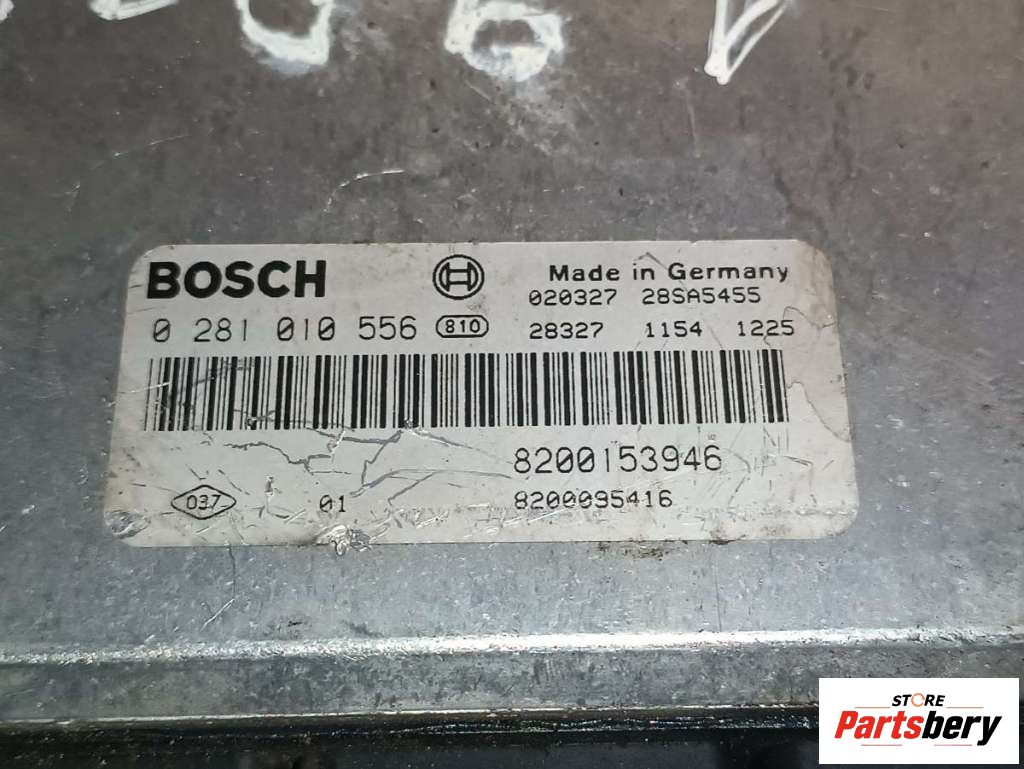 BOSCH Made in Germany
020327 28SA5455
0 281 010 556 810 28327 1154 1225
8200153946
037 01 8200095416
STORE
Partsbery